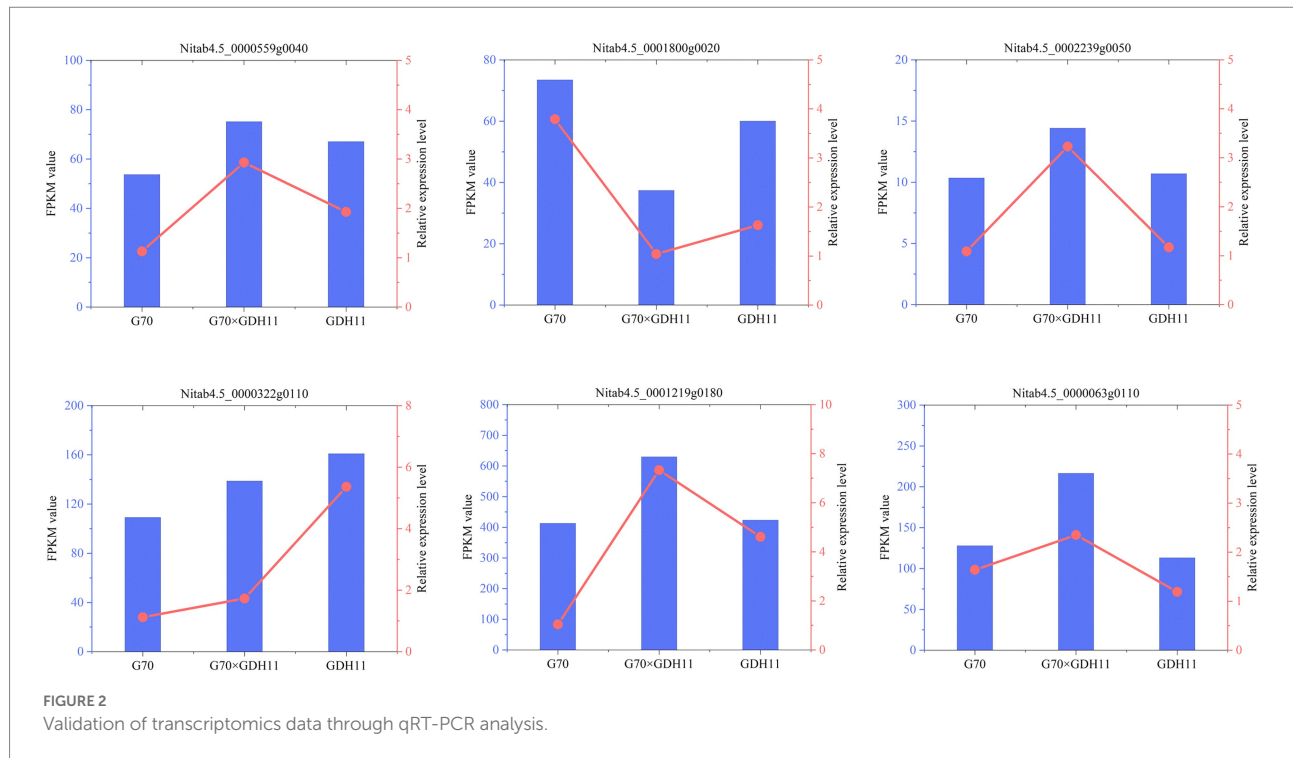 Nitab4.5_0000559g0040
FPKM value
100
80
60
40
20
0
5
4
3
2
1
0
Relative expression level
G70 G70×GDH11 GDH11
Nitab4.5_0001800g0020
FPKM value
80
60
40
20
0
5
4
3
2
1
0
Relative expression level
G70 G70×GDH11 GDH11
Nitab4.5_0002239g0050
FPKM value
20
15
10
5
0
5
4
3
2
1
0
Relative expression level
G70 G70×GDH11 GDH11
Nitab4.5_0000322g0110
FPKM value
200
160
120
80
40
0
8
6
4
2
0
Relative expression level
G70 G70×GDH11 GDH11
Nitab4.5_0001219g0180
FPKM value
800
700
600
500
400
300
200
100
0
10
8
6
4
2
0
Relative expression level
G70 G70×GDH11 GDH11
Nitab4.5_0000063g0110
FPKM value
300
250
200
150
100
50
0
5
4
3
2
1
0
Relative expression level
G70 G70×GDH11 GDH11
FIGURE 2
Validation of transcriptomics data through qRT-PCR analysis.